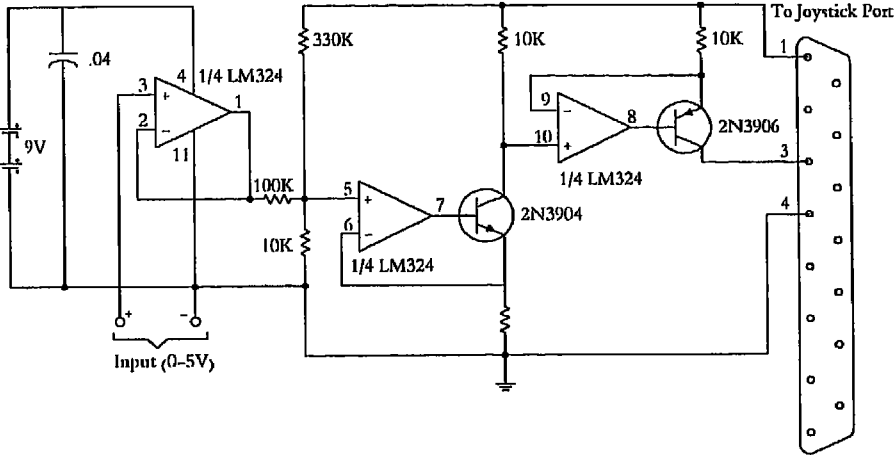 To Joystick Port
.04
4
1/4 LM324
3
+
1
2
−
11
9V
330K
10K
10K
9
−
8
10
+
2N3906
1/4 LM324
1
3
4
100K
5
+
7
6
−
2N3904
10K
1/4 LM324
+
−
Input (0–5V)